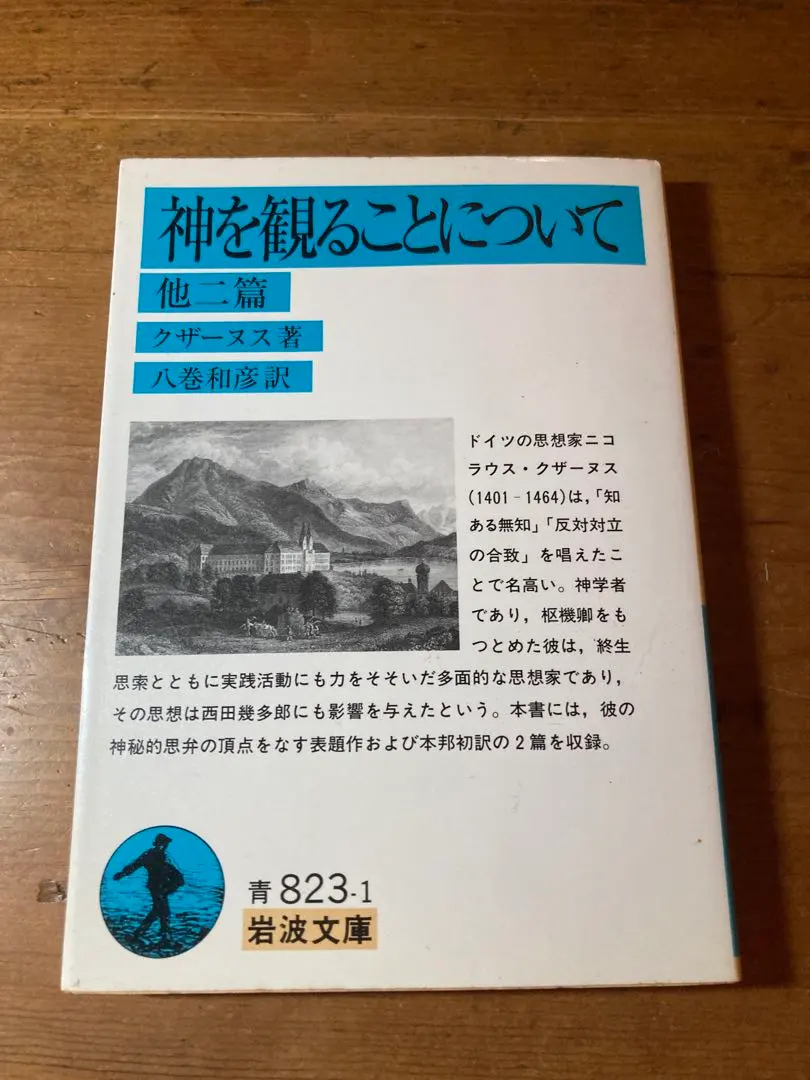 神を観ることについて
他二篇
クザーヌス著
八巻和彦訳
ドイツの思想家ニコ
ラウス・クザーヌス
(1401‐1464)は,「知
ある無知」「反対対立
の合致」を唱えたこ
とで名高い。神学者
であり,枢機卿をも
つとめた彼は,終生
思索とともに実践活動にも力をそそいだ多面的な思想家であり,
その思想は西田幾多郎にも影響を与えたという。本書には,彼の
神秘的思弁の頂点をなす表題作および本邦初訳の2篇を収録。
青 823-1
岩波文庫